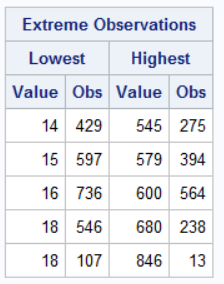 Extreme Observations
Lowest Highest
Value Obs Value Obs
14 429 545 275
15 597 579 394
16 736 600 564
18 546 680 238
18 107 846 13